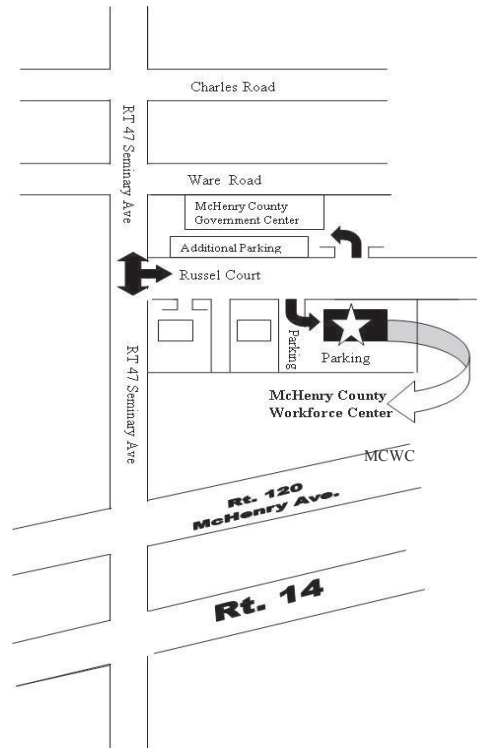 Charles Road
RT 47 Seminary Ave
Ware Road
McHenry County
Government Center
Additional Parking
Russel Court
Parking
Parking
RT 47 Seminary Ave
McHenry County
Workforce Center
MCWC
Rt. 120
McHenry Ave.
Rt. 14